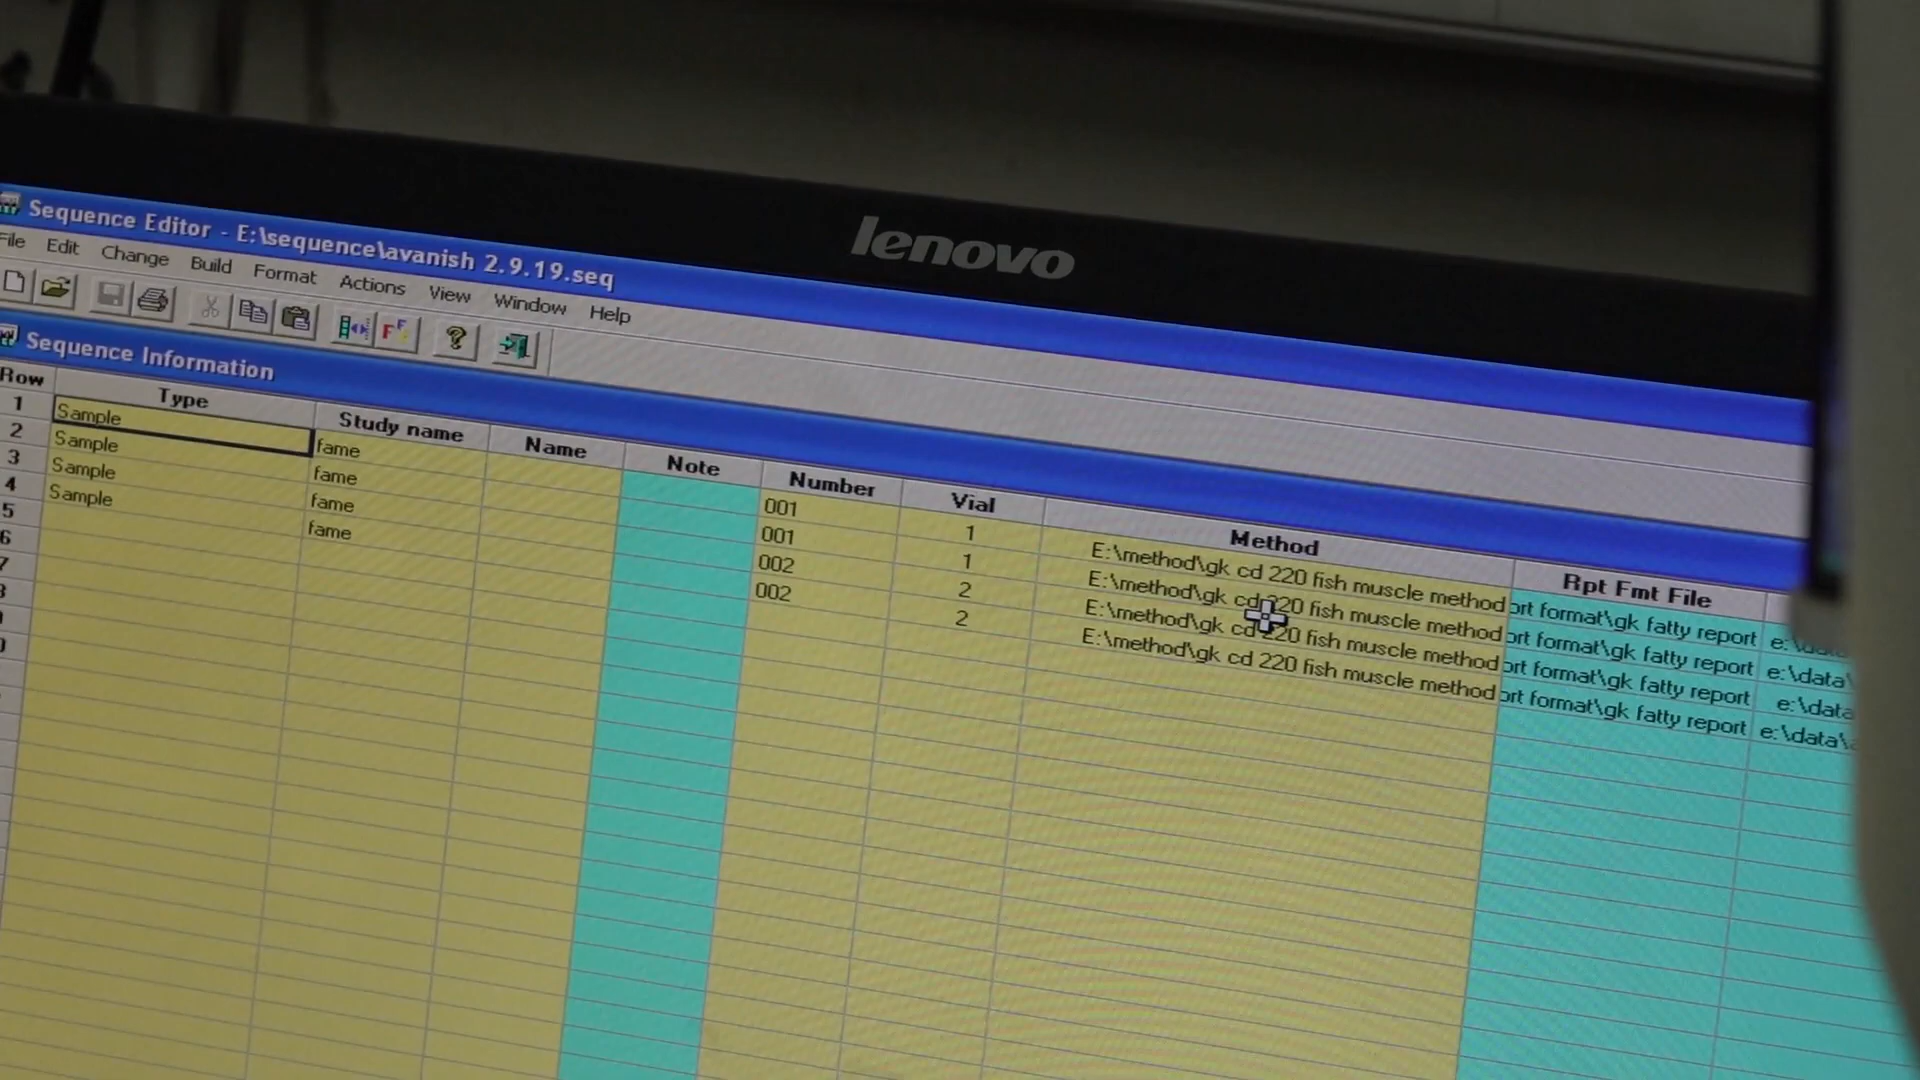 lenovo
Sequence Editor - E:\sequence\avanish 2.9.19.seq
File Edit Change Build Format Actions View Window Help
Sequence Information
Row Type Study name Name Note Number Vial Method Rpt Fmt File
1 Sample fame 001 1 E:\method\gk cd 220 fish muscle method ort format\gk fatty report
2 Sample fame 001 1 E:\method\gk cd 220 fish muscle method ort format\gk fatty report e:\data\
3 Sample fame 002 2 E:\method\gk cd 220 fish muscle method ort format\gk fatty report e:\data
4 Sample fame 002 2 E:\method\gk cd 220 fish muscle method ort format\gk fatty report e:\data\
5
6
7